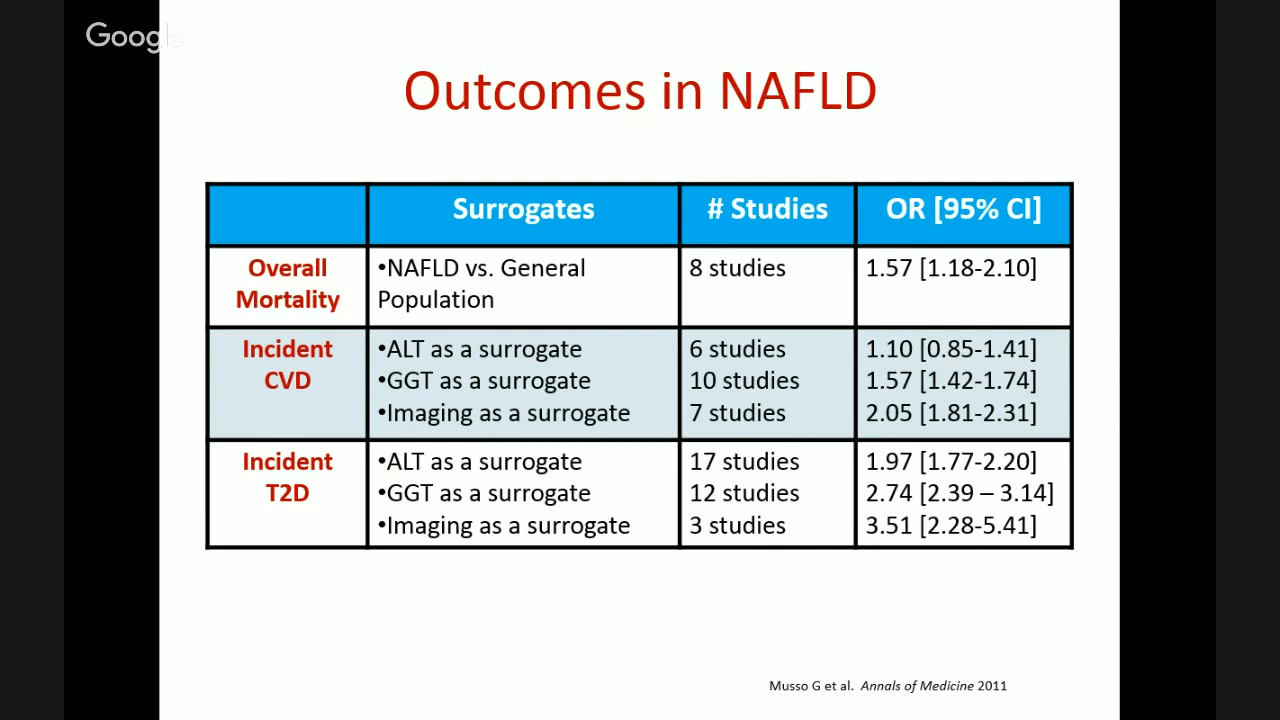 Google
Outcomes in NAFLD
Surrogates # Studies OR [95% CI]
Overall Mortality
•NAFLD vs. General Population
8 studies
1.57 [1.18-2.10]
Incident CVD
•ALT as a surrogate 6 studies 1.10 [0.85-1.41]
•GGT as a surrogate 10 studies 1.57 [1.42-1.74]
•Imaging as a surrogate 7 studies 2.05 [1.81-2.31]
Incident T2D
•ALT as a surrogate 17 studies 1.97 [1.77-2.20]
•GGT as a surrogate 12 studies 2.74 [2.39 – 3.14]
•Imaging as a surrogate 3 studies 3.51 [2.28-5.41]
Musso G et al. Annals of Medicine 2011